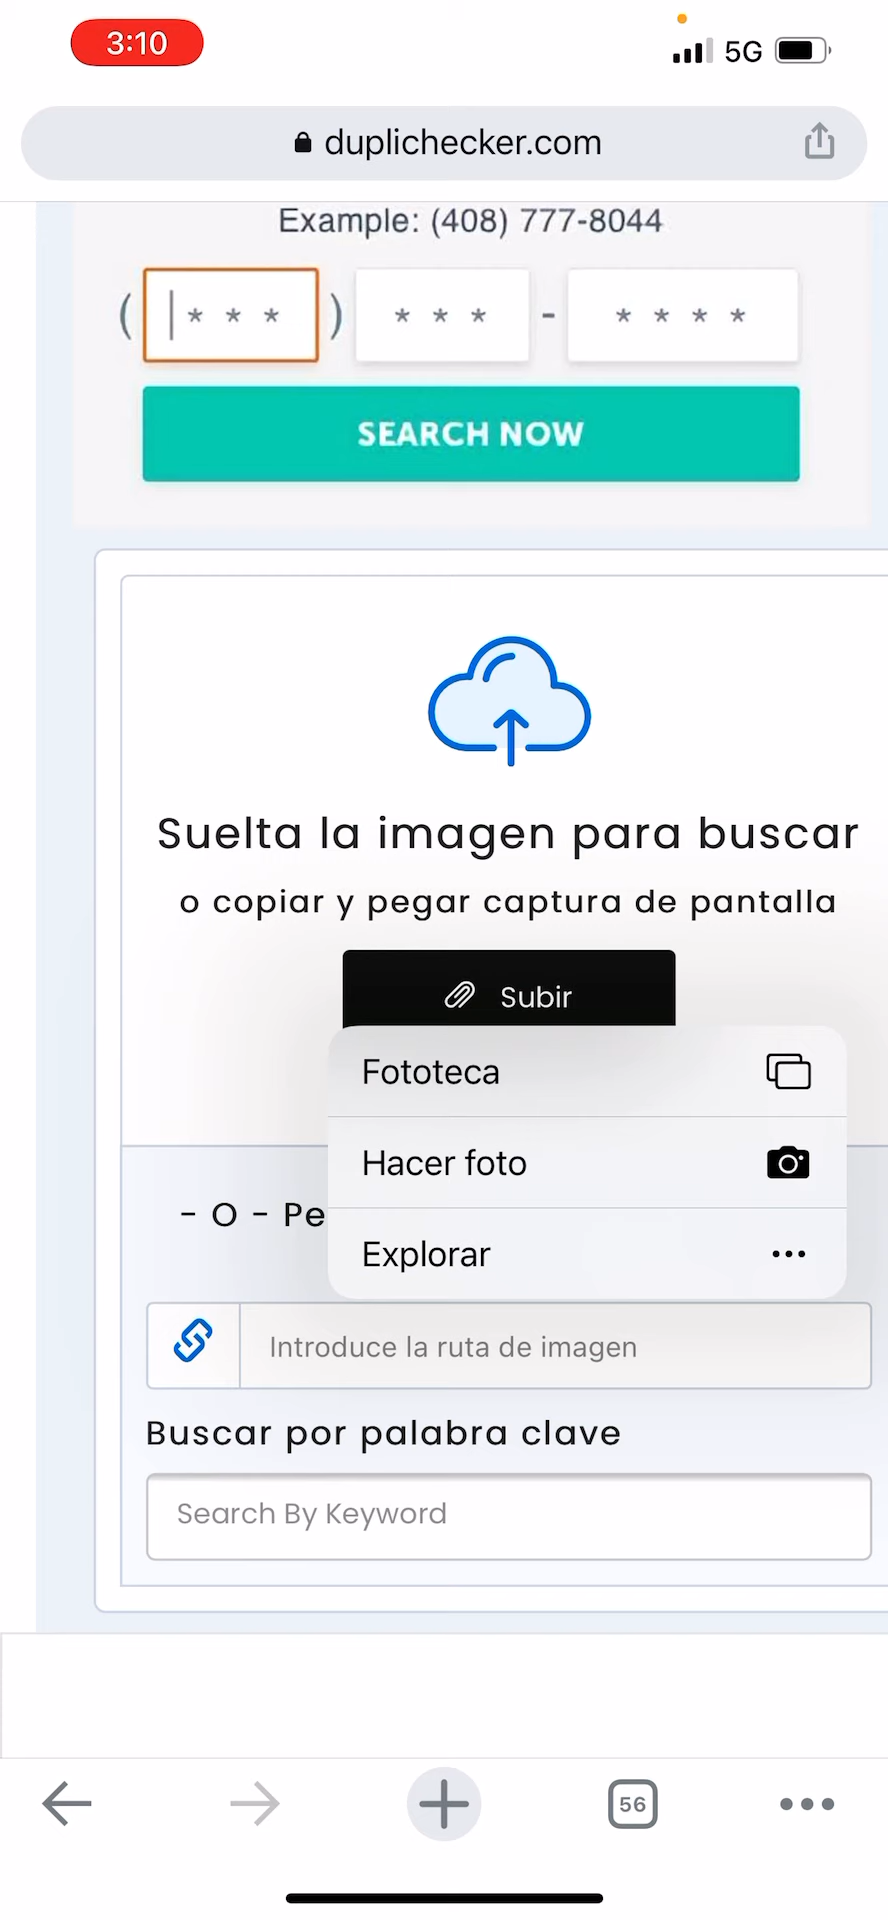 3:10
5G
duplichecker.com
Example: (408) 777-8044
( * * * ) * * * - * * * *
SEARCH NOW
Suelta la imagen para buscar
o copiar y pegar captura de pantalla
Subir
Fototeca
Hacer foto
- O - Pe
Explorar
Introduce la ruta de imagen
Buscar por palabra clave
Search By Keyword
56